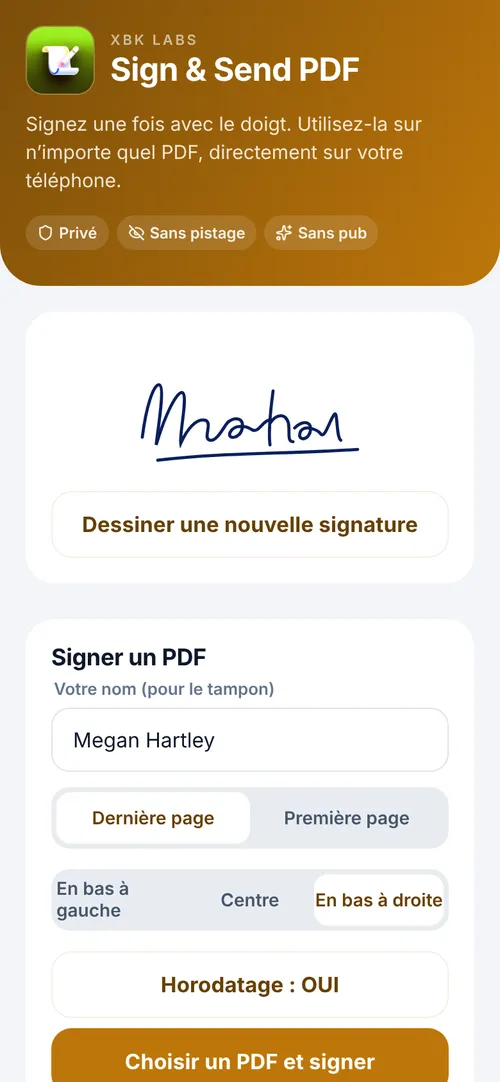 XBK LABS
Sign & Send PDF
Signez une fois avec le doigt. Utilisez-la sur
n’importe quel PDF, directement sur votre
téléphone.
Privé
Sans pistage
Sans pub
Dessiner une nouvelle signature
Signer un PDF
Votre nom (pour le tampon)
Megan Hartley
Dernière page
Première page
En bas à
gauche
Centre
En bas à droite
Horodatage : OUI
Choisir un PDF et signer